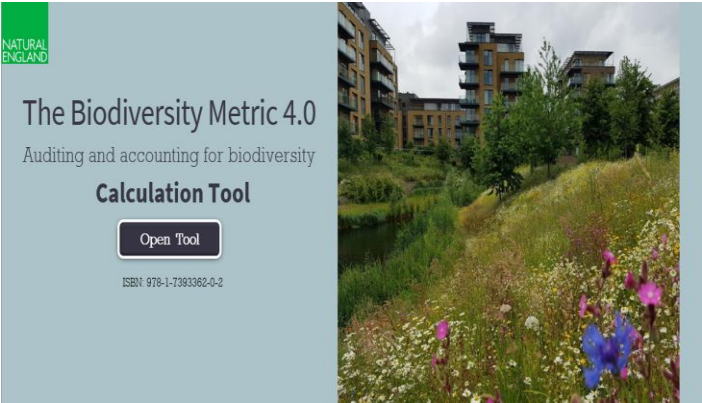 NATURAL
ENGLAND
The Biodiversity Metric 4.0
Auditing and accounting for biodiversity
Calculation Tool
Open Tool
ISBN: 978-1-7393362-0-2